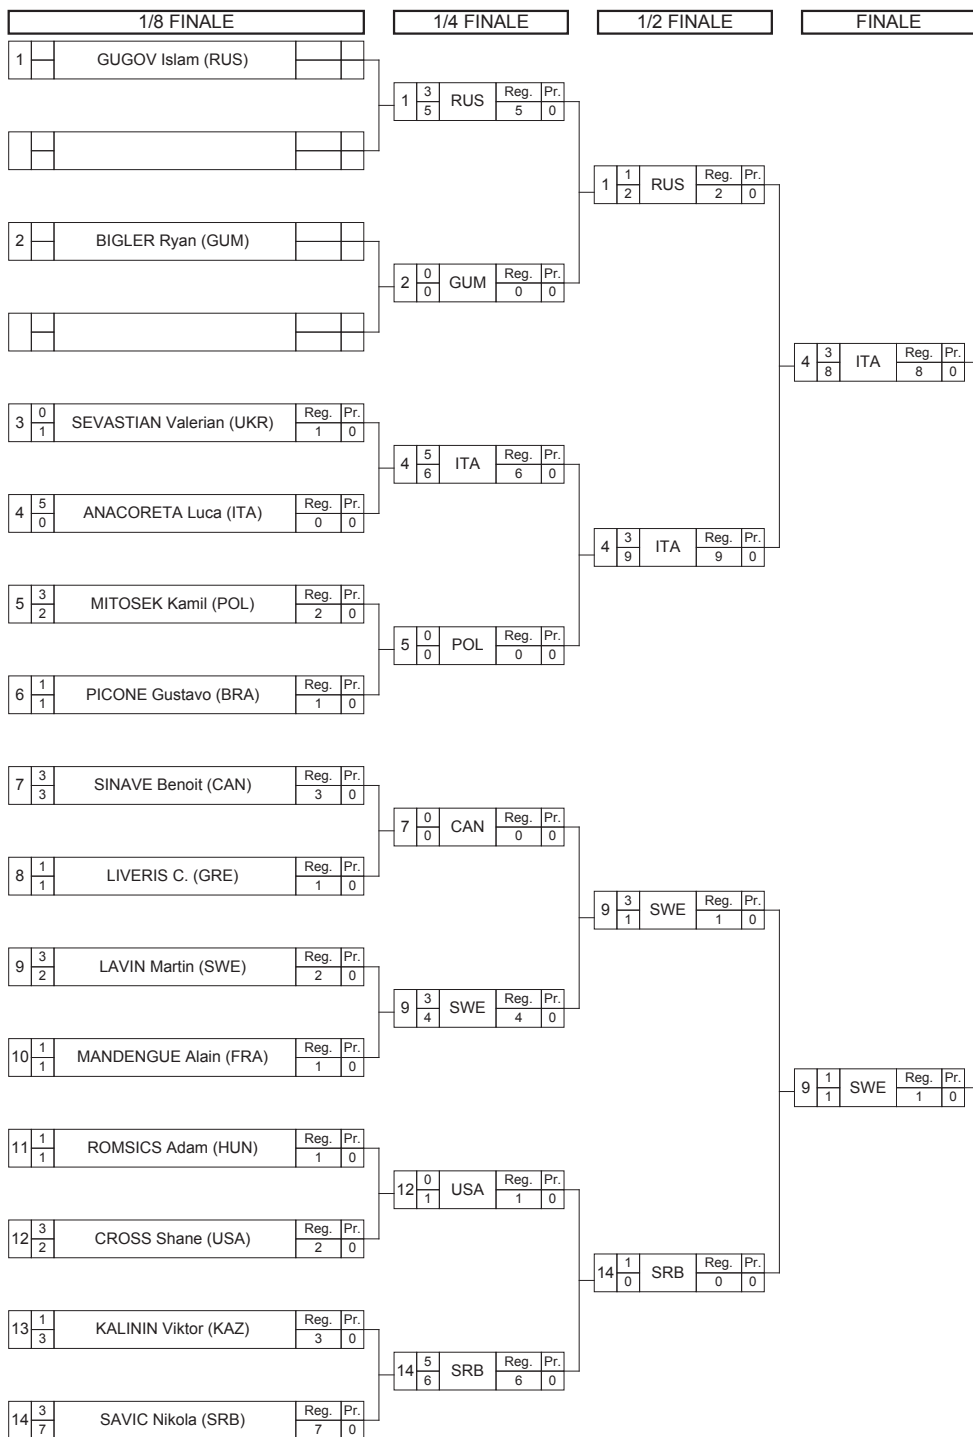 1/8 FINALE 1/4 FINALE 1/2 FINALE FINALE
1 GUGOV Islam (RUS)
1 3 5 RUS Reg. Pr. 5 0
1 1 2 RUS Reg. Pr. 2 0
2 BIGLER Ryan (GUM)
2 0 0 GUM Reg. Pr. 0 0
4 3 8 ITA Reg. Pr. 8 0
3 0 1 SEVASTIAN Valerian (UKR) Reg. Pr. 1 0
4 5 6 ITA Reg. Pr. 6 0
4 5 0 ANACORETA Luca (ITA) Reg. Pr. 0 0
4 3 9 ITA Reg. Pr. 9 0
5 3 2 MITOSEK Kamil (POL) Reg. Pr. 2 0
5 0 0 POL Reg. Pr. 0 0
6 1 1 PICONE Gustavo (BRA) Reg. Pr. 1 0
7 3 3 SINAVE Benoit (CAN) Reg. Pr. 3 0
7 0 0 CAN Reg. Pr. 0 0
8 1 1 LIVERIS C. (GRE) Reg. Pr. 1 0
9 3 1 SWE Reg. Pr. 1 0
9 3 2 LAVIN Martin (SWE) Reg. Pr. 2 0
9 3 4 SWE Reg. Pr. 4 0
10 1 1 MANDENGUE Alain (FRA) Reg. Pr. 1 0
9 1 1 SWE Reg. Pr. 1 0
11 1 1 ROMSICS Adam (HUN) Reg. Pr. 1 0
12 0 1 USA Reg. Pr. 1 0
12 3 2 CROSS Shane (USA) Reg. Pr. 2 0
14 1 0 SRB Reg. Pr. 0 0
13 1 3 KALININ Viktor (KAZ) Reg. Pr. 3 0
14 5 6 SRB Reg. Pr. 6 0
14 3 7 SAVIC Nikola (SRB) Reg. Pr. 7 0